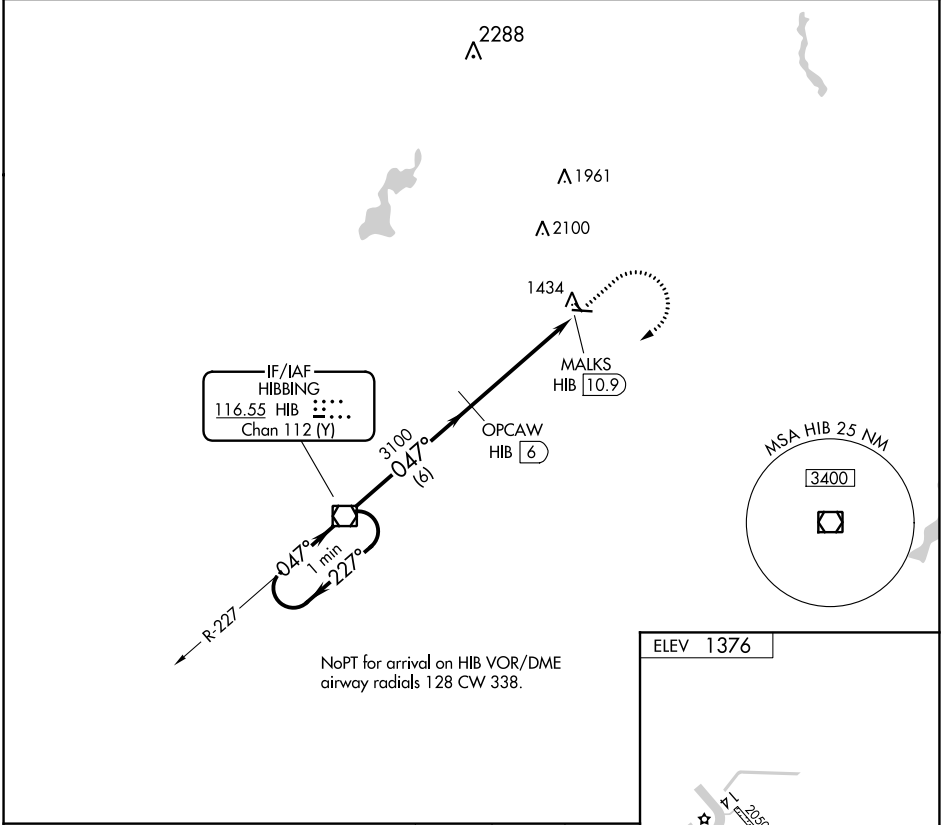 2288
1961
2100
1434
MALKS
HIB 10.9
IF/IAF
HIBBING
116.55 HIB
Chan 112 (Y)
OPCAW
HIB 6
3100
047°
(6)
MSA HIB 25 NM
3400
047°
1 min
227°
R-227
NoPT for arrival on HIB VOR/DME
airway radials 128 CW 338.
ELEV 1376
14